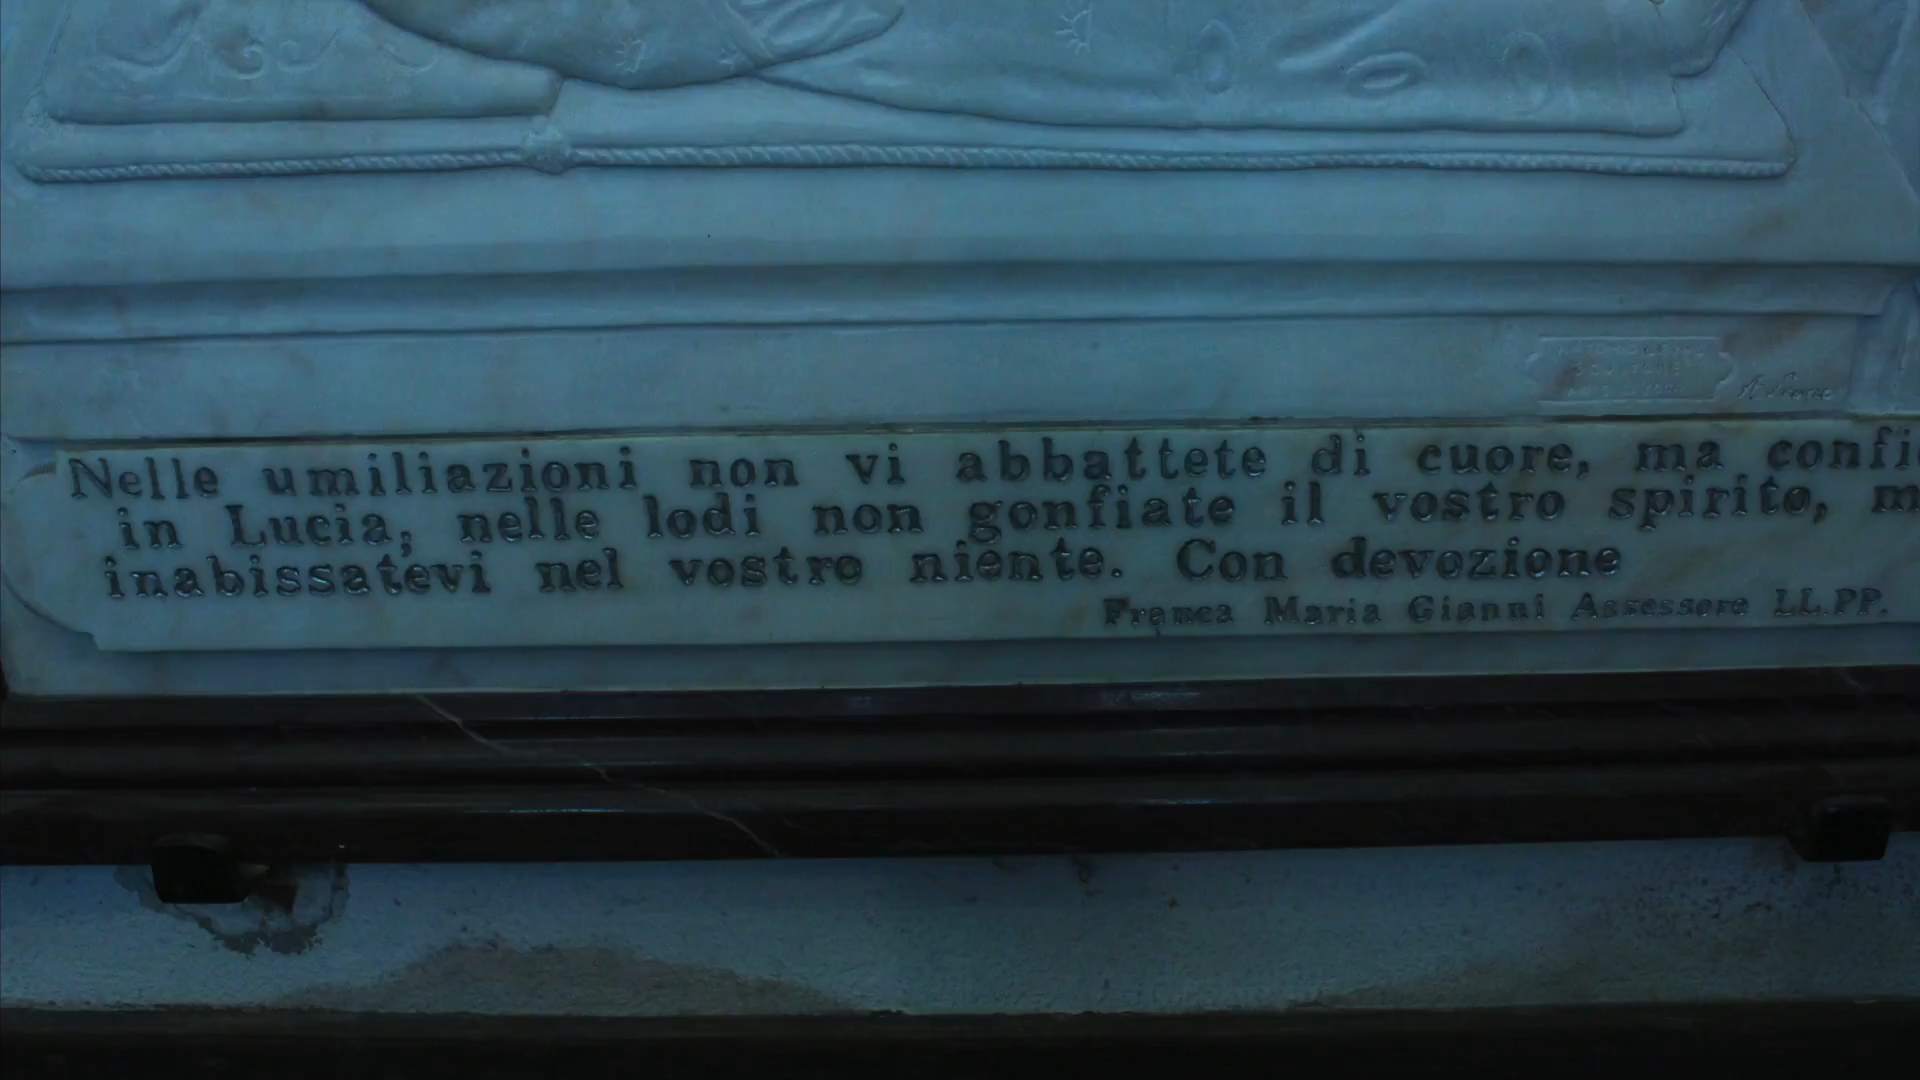 Nelle umiliazioni non vi abbattete di cuore, ma
in Lucia, nelle lodi non gonfiate il vostro spirito,
inabissatevi nel vostro niente. Con devozione
Franca Maria Gianni Assessore LL.PP.